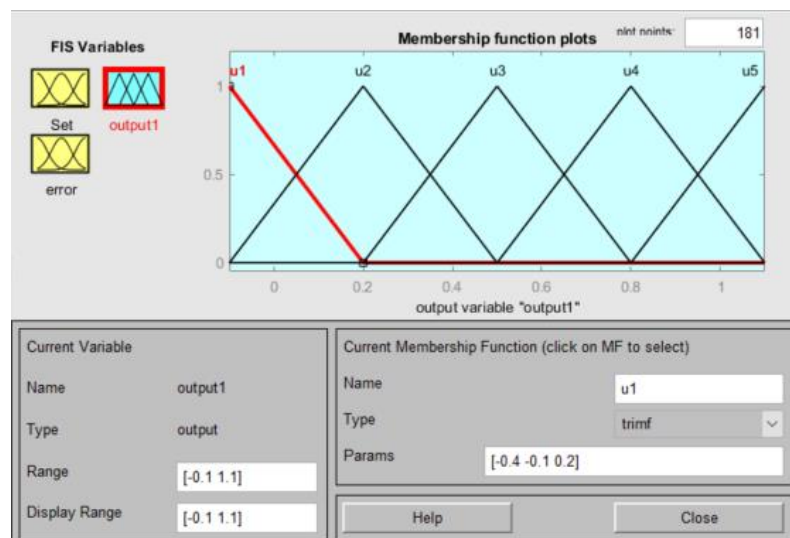 FIS Variables
Membership function plots
plot points:
181
Set
output1
error
u1
u2
u3
u4
u5
1
0.5
0
0
0.2
0.4
0.6
0.8
1
output variable "output1"
Current Variable
Name
output1
Type
output
Range
[-0.1 1.1]
Display Range
[-0.1 1.1]
Current Membership Function (click on MF to select)
Name
u1
Type
trimf
Params
[-0.4 -0.1 0.2]
Help
Close